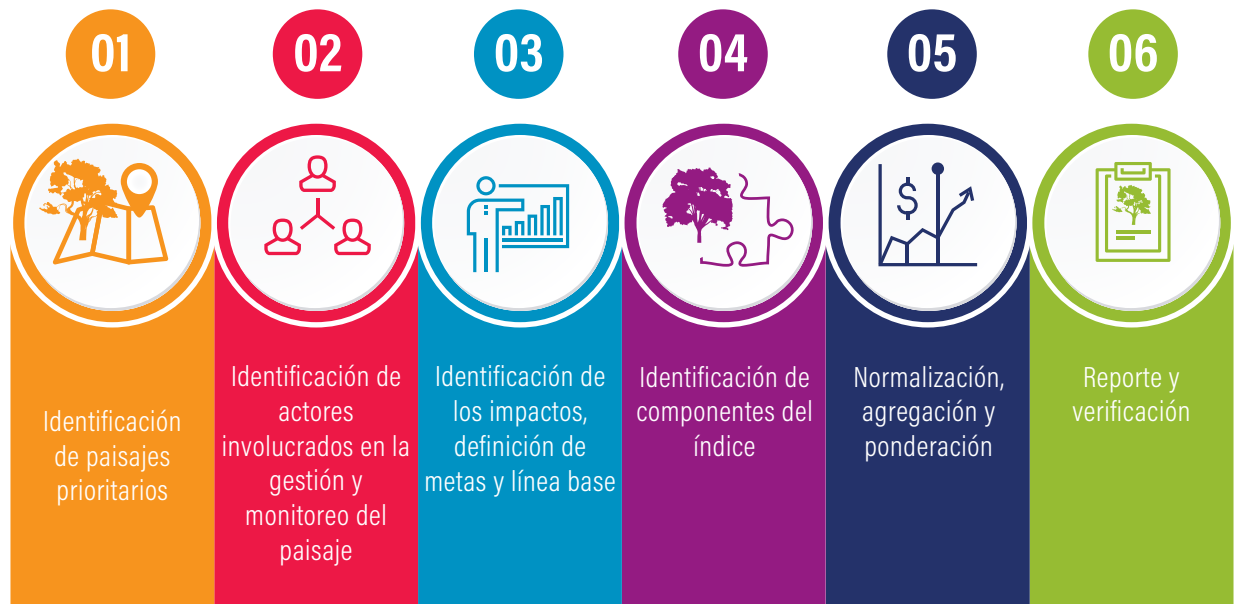 01
Identificación
de paisajes
prioritarios
02
Identificación de
actores
involucrados en la
gestión y
monitoreo del
paisaje
03
Identificación de
los impactos,
definición de
metas y línea base
04
Identificación de
componentes del
índice
05
$
Normalización,
agregación y
ponderación
06
Reporte y
verificación